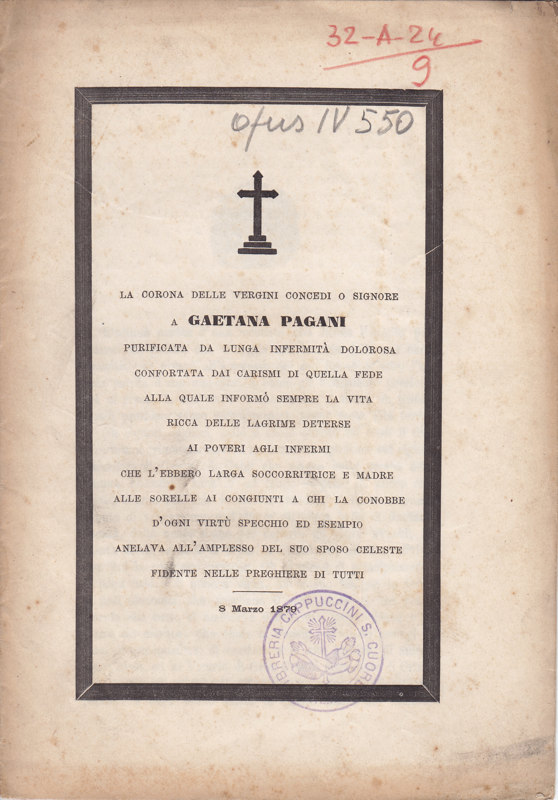 32-A-24
9
opus IV 550
LA CORONA DELLE VERGINI CONCEDI O SIGNORE
A GAETANA PAGANI
PURIFICATA DA LUNGA INFERMITÀ DOLOROSA
CONFORTATA DAI CARISMI DI QUELLA FEDE
ALLA QUALE INFORMÓ SEMPRE LA VITA
RICCA DELLE LAGRIME DETERSE
AI POVERI AGLI INFERMI
CHE L'EBBERO LARGA SOCCORRITRICE E MADRE
ALLE SORELLE AI CONGIUNTI A CHI LA CONOBBE
D'OGNI VIRTÙ SPECCHIO ED ESEMPIO
ANELAVA ALL'AMPLESSO DEL SUO SPOSO CELESTE
FIDENTE NELLE PREGHIERE DI TUTTI
8 Marzo 1879
CAPPUCCINI S. CUORE